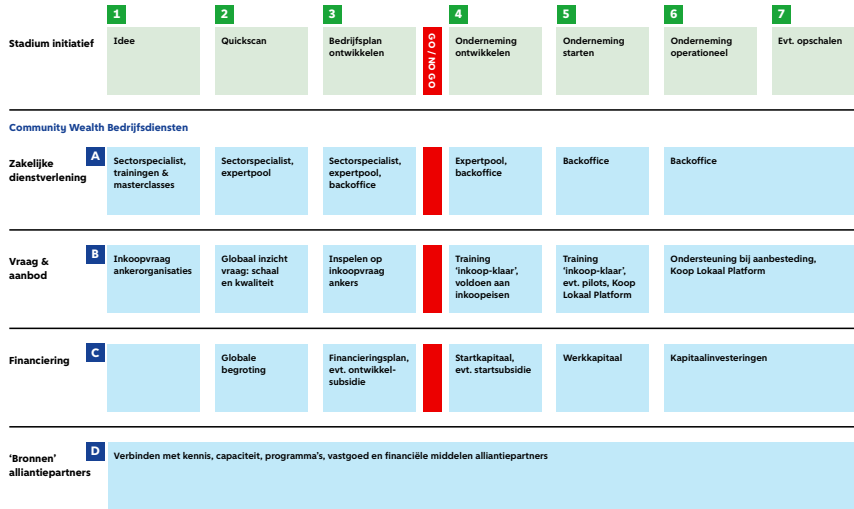 1
2
3
4
5
6
7
Stadium initiatief
Idee
Quickscan
Bedrijfsplan
ontwikkelen
GO / NO GO
Onderneming
ontwikkelen
Onderneming
starten
Onderneming
operationeel
Evt. opschalen
Community Wealth Bedrijfsdiensten
Zakelijke
dienstverlening
A
Sectorspecialist,
trainingen &
masterclasses
Sectorspecialist,
expertpool
Sectorspecialist,
expertpool,
backoffice
Expertpool,
backoffice
Backoffice
Backoffice
Vraag &
aanbod
B
Inkoopvraag
ankerorganisaties
Globaal inzicht
vraag: schaal
en kwaliteit
Inspelen op
inkoopvraag
ankers
Training
‘inkoop-klaar’,
voldoen aan
inkoopeisen
Training
‘inkoop-klaar’,
evt. pilots, Koop
Lokaal Platform
Ondersteuning bij aanbesteding,
Koop Lokaal Platform
Financiering
C
Globale
begroting
Financieringsplan,
evt. ontwikkel-
subsidie
Startkapitaal,
evt. startsubsidie
Werkkapitaal
Kapitaalinvesteringen
‘Bronnen’
alliantiepartners
D
Verbinden met kennis, capaciteit, programma’s, vastgoed en financiële middelen alliantiepartners